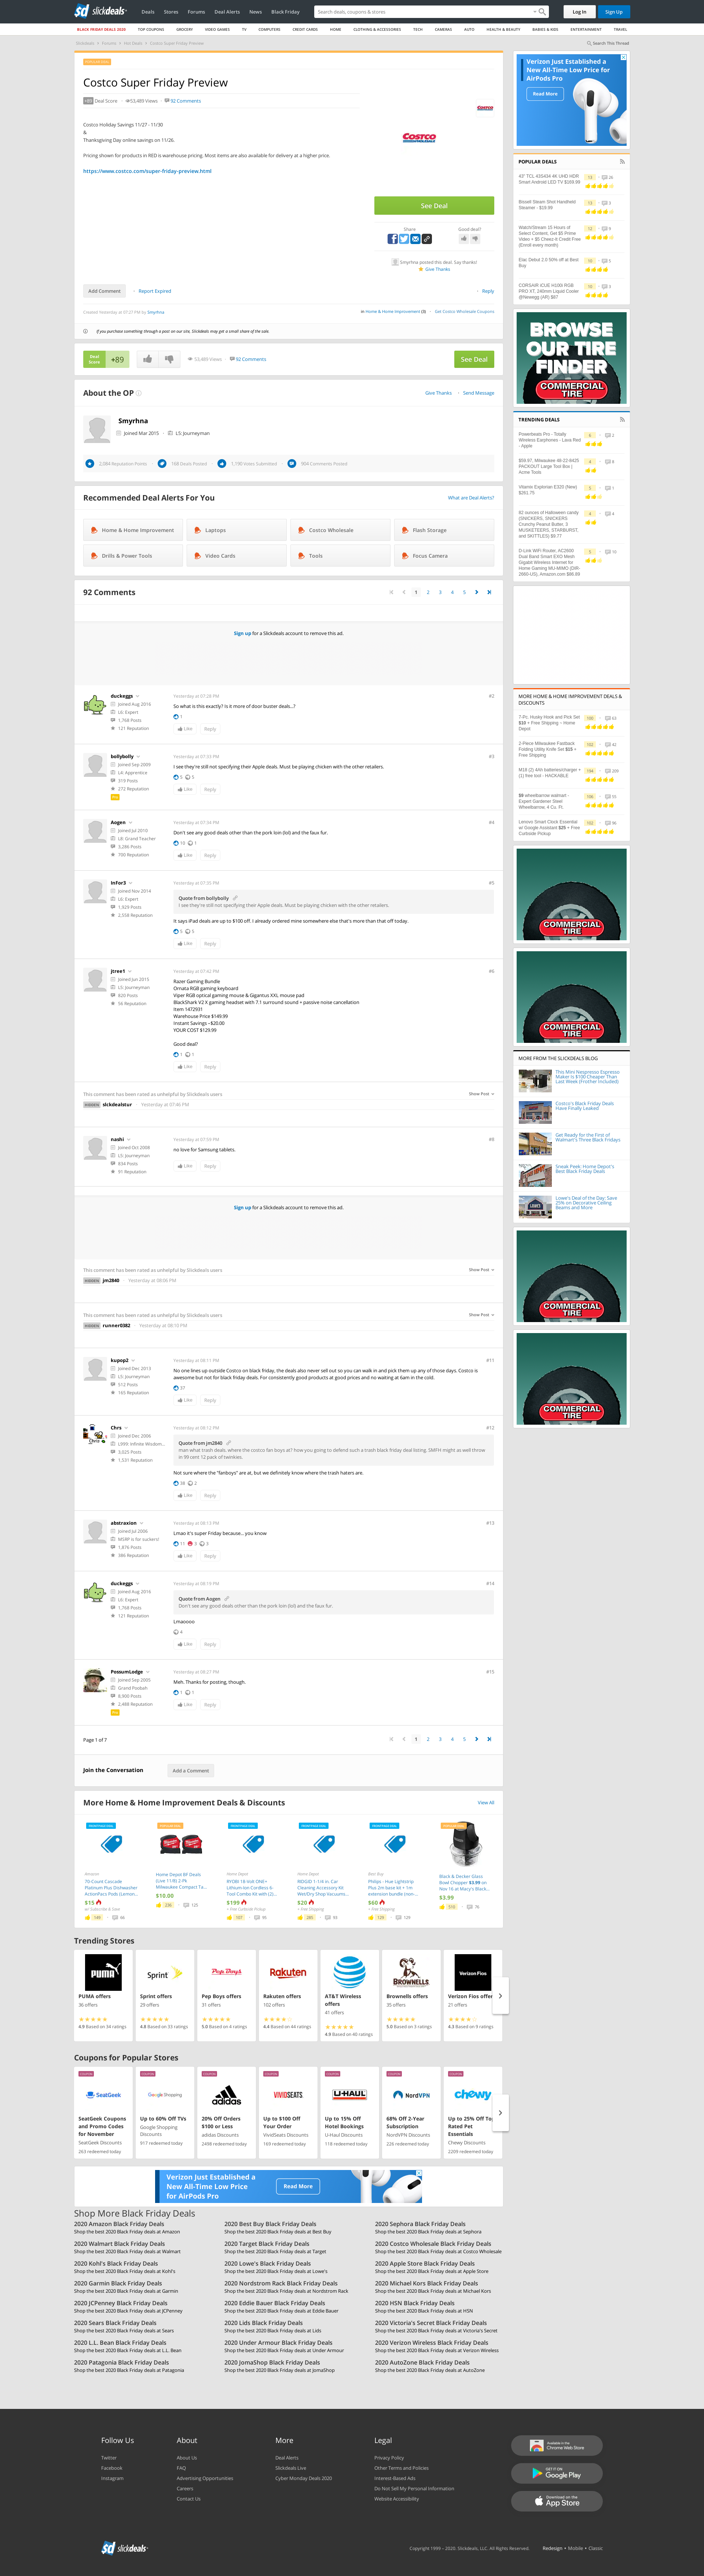 slickdeals
Deals
Stores
Forums
Deal Alerts
News
Black Friday
Search deals, coupons & stores
Log In
Sign Up
BLACK FRIDAY DEALS 2020
TOP COUPONS
GROCERY
VIDEO GAMES
TV
COMPUTERS
CREDIT CARDS
HOME
CLOTHING & ACCESSORIES
TECH
CAMERAS
AUTO
HEALTH & BEAUTY
BABIES & KIDS
ENTERTAINMENT
TRAVEL
Slickdeals > Forums > Hot Deals > Costco Super Friday Preview
Search This Thread
Costco Super Friday Preview
+89 Deal Score
53,489 Views
92 Comments
Costco Holiday Savings 11/27 - 11/30
&
Thanksgiving Day online savings on 11/26.
Pricing shown for products in RED is warehouse pricing. Most items are also available for delivery at a higher price.
https://www.costco.com/super-friday-preview.html
See Deal
Share
Good deal?
Smyrhna posted this deal. Say thanks!
Give Thanks
Add Comment
Report Expired
Reply
Created Yesterday at 07:27 PM by Smyrhna
in Home & Home Improvement (3)
Get Costco Wholesale Coupons
If you purchase something through a post on our site, Slickdeals may get a small share of the sale.
Deal Score +89
53,489 Views
92 Comments
See Deal
About the OP
Give Thanks
Send Message
Smyrhna
Joined Mar 2015
L5: Journeyman
2,084 Reputation Points
168 Deals Posted
1,190 Votes Submitted
904 Comments Posted
Recommended Deal Alerts For You
What are Deal Alerts?
Home & Home Improvement
Laptops
Costco Wholesale
Flash Storage
Drills & Power Tools
Video Cards
Tools
Focus Camera
92 Comments
1 2 3 4 5
Sign up for a Slickdeals account to remove this ad.
duckeggs
Joined Aug 2016
L6: Expert
1,768 Posts
121 Reputation
Yesterday at 07:29 PM
#2
So what is this exactly? Is it more of door buster deals...?
1
Like
Reply
bollybolly
Joined Sep 2009
L4: Apprentice
319 Posts
272 Reputation
Pro
Yesterday at 07:33 PM
#3
I see they're still not specifying their Apple deals. Must be playing chicken with the other retailers.
5 5
Like
Reply
Aogen
Joined Jul 2010
L8: Grand Teacher
3,286 Posts
700 Reputation
Yesterday at 07:34 PM
#4
Don't see any good deals other than the pork loin (lol) and the faux fur.
10 1
Like
Reply
InFor3
Joined Nov 2014
L6: Expert
1,929 Posts
2,558 Reputation
Yesterday at 07:35 PM
#5
Quote from bollybolly
I see they're still not specifying their Apple deals. Must be playing chicken with the other retailers.
It says iPad deals are up to $100 off. I already ordered mine somewhere else that's more than that off today.
5 5
Like
Reply
jtree1
Joined Jun 2015
L5: Journeyman
820 Posts
56 Reputation
Yesterday at 07:42 PM
#6
Razer Gaming Bundle
Ornata RGB gaming keyboard
Viper RGB optical gaming mouse & Gigantus XXL mouse pad
BlackShark V2 X gaming headset with 7.1 surround sound + passive noise cancellation
Item 1472931
Warehouse Price $149.99
Instant Savings -$20.00
YOUR COST $129.99
Good deal?
1 1
Like
Reply
This comment has been rated as unhelpful by Slickdeals users
Show Post
HIDDEN slckdealstur
Yesterday at 07:46 PM
nashi
Joined Oct 2008
L5: Journeyman
834 Posts
91 Reputation
Yesterday at 07:59 PM
#8
no love for Samsung tablets.
Like
Reply
Sign up for a Slickdeals account to remove this ad.
This comment has been rated as unhelpful by Slickdeals users
Show Post
HIDDEN jm2840
Yesterday at 08:06 PM
This comment has been rated as unhelpful by Slickdeals users
Show Post
HIDDEN runner0382
Yesterday at 08:10 PM
kupop2
Joined Dec 2013
L5: Journeyman
512 Posts
165 Reputation
Yesterday at 08:11 PM
#11
No one lines up outside Costco on black friday, the deals also never sell out so you can walk in and pick them up any of those days. Costco is
awesome but not for black friday deals. For consistently good products at good prices and no waiting at 6am in the cold.
37
Like
Reply
Chrs
Joined Dec 2006
L999: Infinite Wisdom...
3,025 Posts
1,531 Reputation
Yesterday at 08:12 PM
#12
Quote from jm2840
man what trash deals. where the costco fan boys at? how you going to defend such a trash black friday deal listing. SMFH might as well throw
in 99 cent 12 pack of twinkies.
Not sure where the "fanboys" are at, but we definitely know where the trash haters are.
38 2
Like
Reply
abstraxion
Joined Jul 2006
MSRP is for suckers!
1,876 Posts
386 Reputation
Yesterday at 08:13 PM
#13
Lmao it's super Friday because... you know
11 3 3
Like
Reply
duckeggs
Joined Aug 2016
L6: Expert
1,768 Posts
121 Reputation
Yesterday at 08:19 PM
#14
Quote from Aogen
Don't see any good deals other than the pork loin (lol) and the faux fur.
Lmaoooo
4
Like
Reply
PossumLodge
Joined Sep 2005
Grand Poobah
8,900 Posts
2,488 Reputation
Pro
Yesterday at 08:27 PM
#15
Meh. Thanks for posting, though.
1 1
Like
Reply
Page 1 of 7
1 2 3 4 5
Join the Conversation
Add a Comment
More Home & Home Improvement Deals & Discounts
View All
Amazon
70-Count Cascade Platinum Plus Dishwasher ActionPacs Pods (Lemon...
$15
w/ Subscribe & Save
Home Depot BF Deals (Live 11/8) 2-Pk Milwaukee Compact Ta...
$10.00
Home Depot
RYOBI 18-Volt ONE+ Lithium-Ion Cordless 6-Tool Combo Kit with (2)...
$199
+ Free Curbside Pickup
Home Depot
RIDGID 1-1/4 in. Car Cleaning Accessory Kit Wet/Dry Shop Vacuums...
$20
+ Free Shipping
Best Buy
Philips - Hue Lightstrip Plus 2m base kit + 1m extension bundle
$60
+ Free Shipping
Black & Decker Glass Bowl Chopper $3.99 on Nov 16 at Macy's Black...
$3.99
Trending Stores
PUMA offers
36 offers
4.9 Based on 34 ratings
Sprint offers
29 offers
4.8 Based on 33 ratings
Pep Boys offers
31 offers
5.0 Based on 4 ratings
Rakuten offers
102 offers
4.4 Based on 44 ratings
AT&T Wireless offers
41 offers
4.9 Based on 40 ratings
Brownells offers
35 offers
5.0 Based on 5 ratings
Verizon Fios offer
21 offers
4.3 Based on 9 ratings
Coupons for Popular Stores
SeatGeek Coupons and Promo Codes for November
SeatGeek Discounts
263 redeemed today
Up to 60% Off TVs
Google Shopping Discounts
917 redeemed today
20% Off Orders $100 or Less
adidas Discounts
2498 redeemed today
Up to $100 Off Your Order
VividSeats Discounts
169 redeemed today
Up to 15% Off Hotel Bookings
U-Haul Discounts
118 redeemed today
68% Off 2-Year Subscription
NordVPN Discounts
226 redeemed today
Up to 25% Off Top Rated Pet Essentials
Chewy Discounts
2209 redeemed today
Verizon Just Established a New All-Time Low Price for AirPods Pro
Read More
Shop More Black Friday Deals
2020 Amazon Black Friday Deals
Shop the best 2020 Black Friday deals at Amazon
2020 Best Buy Black Friday Deals
Shop the best 2020 Black Friday deals at Best Buy
2020 Sephora Black Friday Deals
Shop the best 2020 Black Friday deals at Sephora
2020 Walmart Black Friday Deals
Shop the best 2020 Black Friday deals at Walmart
2020 Target Black Friday Deals
Shop the best 2020 Black Friday deals at Target
2020 Costco Wholesale Black Friday Deals
Shop the best 2020 Black Friday deals at Costco Wholesale
2020 Kohl's Black Friday Deals
Shop the best 2020 Black Friday deals at Kohl's
2020 Lowe's Black Friday Deals
Shop the best 2020 Black Friday deals at Lowe's
2020 Apple Store Black Friday Deals
Shop the best 2020 Black Friday deals at Apple Store
2020 Garmin Black Friday Deals
Shop the best 2020 Black Friday deals at Garmin
2020 Nordstrom Rack Black Friday Deals
Shop the best 2020 Black Friday deals at Nordstrom Rack
2020 Michael Kors Black Friday Deals
Shop the best 2020 Black Friday deals at Michael Kors
2020 JCPenney Black Friday Deals
Shop the best 2020 Black Friday deals at JCPenney
2020 Eddie Bauer Black Friday Deals
Shop the best 2020 Black Friday deals at Eddie Bauer
2020 HSN Black Friday Deals
Shop the best 2020 Black Friday deals at HSN
2020 Sears Black Friday Deals
Shop the best 2020 Black Friday deals at Sears
2020 Lids Black Friday Deals
Shop the best 2020 Black Friday deals at Lids
2020 Victoria's Secret Black Friday Deals
Shop the best 2020 Black Friday deals at Victoria's Secret
2020 L.L. Bean Black Friday Deals
Shop the best 2020 Black Friday deals at L.L. Bean
2020 Under Armour Black Friday Deals
Shop the best 2020 Black Friday deals at Under Armour
2020 Verizon Wireless Black Friday Deals
Shop the best 2020 Black Friday deals at Verizon Wireless
2020 Patagonia Black Friday Deals
Shop the best 2020 Black Friday deals at Patagonia
2020 JomaShop Black Friday Deals
Shop the best 2020 Black Friday deals at JomaShop
2020 AutoZone Black Friday Deals
Shop the best 2020 Black Friday deals at AutoZone
Verizon Just Established a
New All-Time Low Price for
AirPods Pro
Read More
POPULAR DEALS
43" TCL 43S434 4K UHD HDR Smart Android LED TV $169.99
Bissell Steam Shot Handheld Steamer - $19.99
Watch/Stream 15 Hours of Select Content, Get $5 Prime Video + $5 Cheez-It Credit Free (Enroll every month)
Elac Debut 2.0 50% off at Best Buy
CORSAIR iCUE H100i RGB PRO XT, 240mm Liquid Cooler @Newegg (AR) $87
BROWSE OUR TIRE FINDER
COMMERCIAL TIRE
TRENDING DEALS
Powerbeats Pro - Totally Wireless Earphones - Lava Red - Apple
$69.97, Milwaukee 48-22-8425 PACKOUT Large Tool Box | Acme Tools
Vitamix Explorian E320 (New) $261.75
92 ounces of Halloween candy (SNICKERS, SNICKERS Crunchy Peanut Butter, 3 MUSKETEERS, STARBURST, and SKITTLES) $9.77
D-Link WiFi Router, AC2600 Dual Band Smart EXO Mesh Gigabit Wireless Internet for Home Gaming MU-MIMO (DIR-2660-US), Amazon.com $86.89
MORE HOME & HOME IMPROVEMENT DEALS & DISCOUNTS
7-Pc. Husky Hook and Pick Set $10 + Free Shipping ~ Home Depot
2-Piece Milwaukee Fastback Folding Utility Knife Set $15 + Free Shipping
M18 (2) 4Ah batteries/charger + (1) free tool - HACKABLE
$9 wheelbarrow walmart - Expert Gardener Steel Wheelbarrow, 4 Cu. Ft.
Lenovo Smart Clock Essential w/ Google Assistant $25 + Free Curbside Pickup
COMMERCIAL TIRE
COMMERCIAL TIRE
MORE FROM THE SLICKDEALS BLOG
This Mini Nespresso Espresso Maker Is $100 Cheaper Than Last Week (Frother Included)
Costco's Black Friday Deals Have Finally Leaked
Get Ready for the First of Walmart's Three Black Fridays
Sneak Peek: Home Depot's Best Black Friday Deals
Lowe's Deal of the Day: Save 25% on Decorative Ceiling Beams and More
COMMERCIAL TIRE
COMMERCIAL TIRE
Follow Us
Twitter
Facebook
Instagram
About
About Us
FAQ
Advertising Opportunities
Careers
Contact Us
More
Deal Alerts
Slickdeals Live
Cyber Monday Deals 2020
Legal
Privacy Policy
Other Terms and Policies
Interest-Based Ads
Do Not Sell My Personal Information
Website Accessibility
Available in the
Chrome Web Store
GET IT ON
Google Play
Download on the
App Store
slickdeals
Copyright 1999 - 2020. Slickdeals, LLC. All Rights Reserved.
Redesign • Mobile • Classic